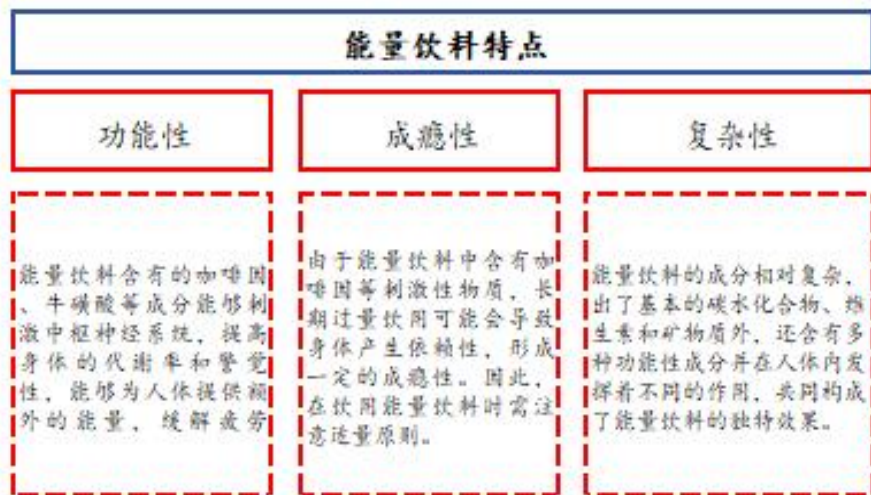 能量饮料特点
功能性
成瘾性
复杂性
能量饮料含有的咖啡因
、牛磺酸等成分能够刺
激中枢神经系统，提高
身体的代谢率和警觉
性，能够为人体提供额
外的能量，缓解疲劳
由于能量饮料中含有咖
啡因等刺激性物质，长
期过量饮用可能会导致
身体产生依赖性，形成
一定的成瘾性。因此，
在饮用能量饮料时需注
意适量原则。
能量饮料的成分相对复杂，
出了基本的碳水化合物、维
生素和矿物质外，还含有多
种功能性成分并在人体内发
挥着不同的作用，共同构成
了能量饮料的独特效果。